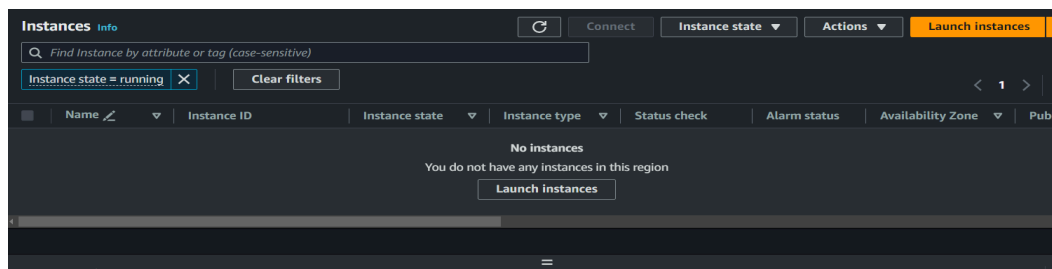 Instances Info Connect Instance state Actions Launch instances
Find Instance by attribute or tag (case-sensitive)
Instance state = running Clear filters
1
Name Instance ID Instance state Instance type Status check Alarm status Availability Zone Pub
No instances
You do not have any instances in this region
Launch instances